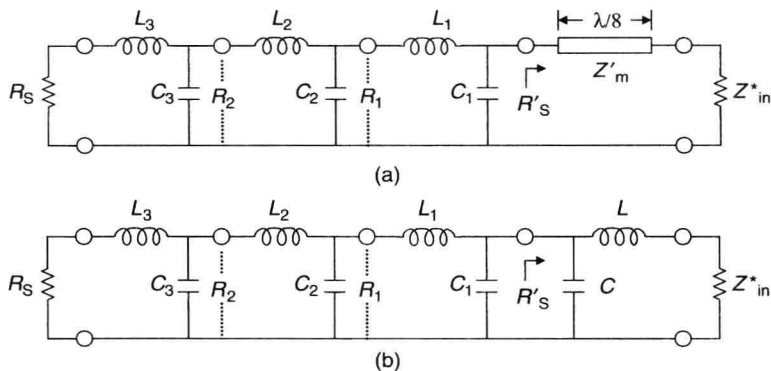 L₃ L₂ L₁ λ/8
Rₛ C₃ R₂ C₂ R₁ C₁ R'ₛ Z'ₘ Z*ᵢₙ
(a)
L₃ L₂ L₁ L
Rₛ C₃ R₂ C₂ R₁ C₁ R'ₛ C Z*ᵢₙ
(b)